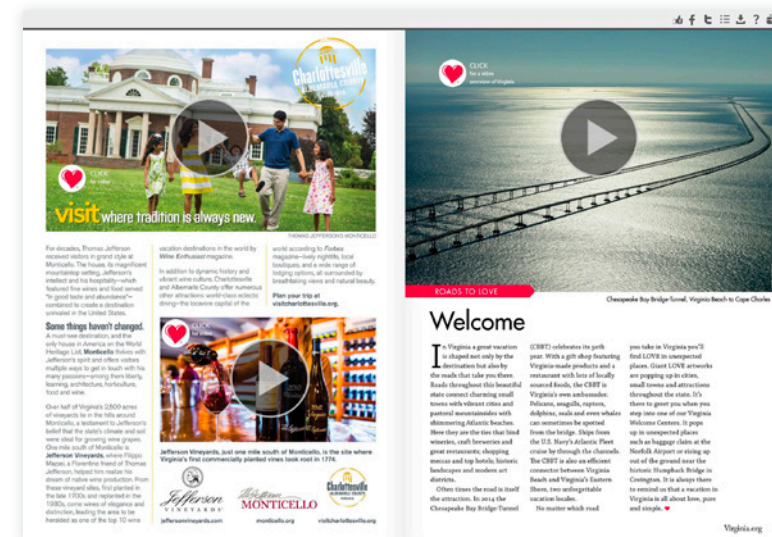 Charlottesville
ALBEMARLE COUNTY
CLICK
for video
visit where tradition is always new.
THOMAS JEFFERSON'S MONTICELLO
For decades, Thomas Jefferson
received visitors in grand style at
Monticello. The house, its magnificent
mountaintop setting, Jefferson's
intellect and his hospitality—which
featured fine wines and food served
"in good taste and abundance"—
combined to create a destination
unrivaled in the United States.
Some things haven't changed.
A must-see destination, and the
only house in America on the World
Heritage List, Monticello thrives with
Jefferson's spirit and offers visitors
multiple ways to get in touch with his
many passions—among them liberty,
learning, architecture, horticulture,
food and wine.
Over half of Virginia's 2,800 acres
of vineyards lie in the hills around
Monticello, a testament to Jefferson's
belief that the state's climate and soil
were ideal for growing wine grapes.
One mile south of Monticello is
Jefferson Vineyards, where Filippo
Mazzei, a Florentine friend of Thomas
Jefferson, helped him realize his
dream of native wine production. From
these vineyard sites, first planted in
the late 1700s and replanted in the
1980s, come wines of elegance and
distinction, leading the area to be
heralded as one of the top 10 wine
vacation destinations in the world by
Wine Enthusiast magazine.
In addition to dynamic history and
vibrant wine culture, Charlottesville
and Albemarle County offer numerous
other attractions: world-class eclectic
dining—the locavore capital of the
world according to Forbes
magazine—lively nightlife, local
boutiques, and a wide range of
lodging options, all surrounded by
breathtaking views and natural beauty.
Plan your trip at
visitcharlottesville.org.
CLICK
for video
Jefferson Vineyards, just one mile south of Monticello, is the site where
Virginia's first commercially planted vines took root in 1774.
Jefferson
VINEYARDS
jeffersonvineyards.com
MONTICELLO
monticello.org
Charlottesville
ALBEMARLE COUNTY
visitcharlottesville.org
CLICK
for a video
overview of Virginia
ROADS TO LOVE
Chesapeake Bay Bridge-Tunnel, Virginia Beach to Cape Charles
Welcome
In Virginia a great vacation
is shaped not only by the
destination but also by
the roads that take you there.
Roads throughout this beautiful
state connect charming small
towns with vibrant cities and
pastoral mountainsides with
shimmering Atlantic beaches.
Here they are the ties that bind
wineries, craft breweries and
great restaurants; shopping
meccas and top hotels; historic
landscapes and modern art
districts.
Often times the road is itself
the attraction. In 2014 the
Chesapeake Bay Bridge-Tunnel
(CBBT) celebrates its 50th
year. With a gift shop featuring
Virginia-made products and a
restaurant with lots of locally
sourced foods, the CBBT is
Virginia's own ambassador.
Pelicans, seagulls, raptors,
dolphins, seals and even whales
can sometimes be spotted
from the bridge. Ships from
the U.S. Navy's Atlantic Fleet
cruise by through the channels.
The CBBT is also an efficient
connector between Virginia
Beach and Virginia's Eastern
Shore, two unforgettable
vacation locales.
No matter which road
you take in Virginia you'll
find LOVE in unexpected
places. Giant LOVE artworks
are popping up in cities,
small towns and attractions
throughout the state. It's
there to greet you when you
step into one of our Virginia
Welcome Centers. It pops
up in unexpected places
such as baggage claim at the
Norfolk Airport or rising up
out of the ground near the
historic Humpback Bridge in
Covington. It is always there
to remind us that a vacation in
Virginia is all about love, pure
and simple.
Virginia.org